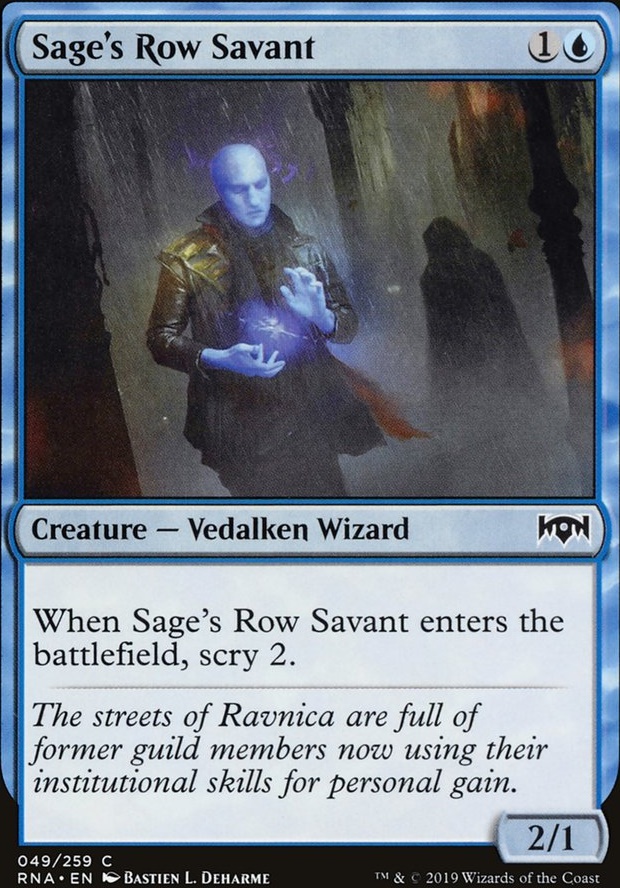 Sage's Row Savant 1
Creature — Vedalken Wizard
When Sage's Row Savant enters the
battlefield, scry 2.
The streets of Ravnica are full of
former guild members now using their
institutional skills for personal gain.
2/1
049/259 C
RNA • EN Bastien L. Deharme
™ & © 2019 Wizards of the Coast